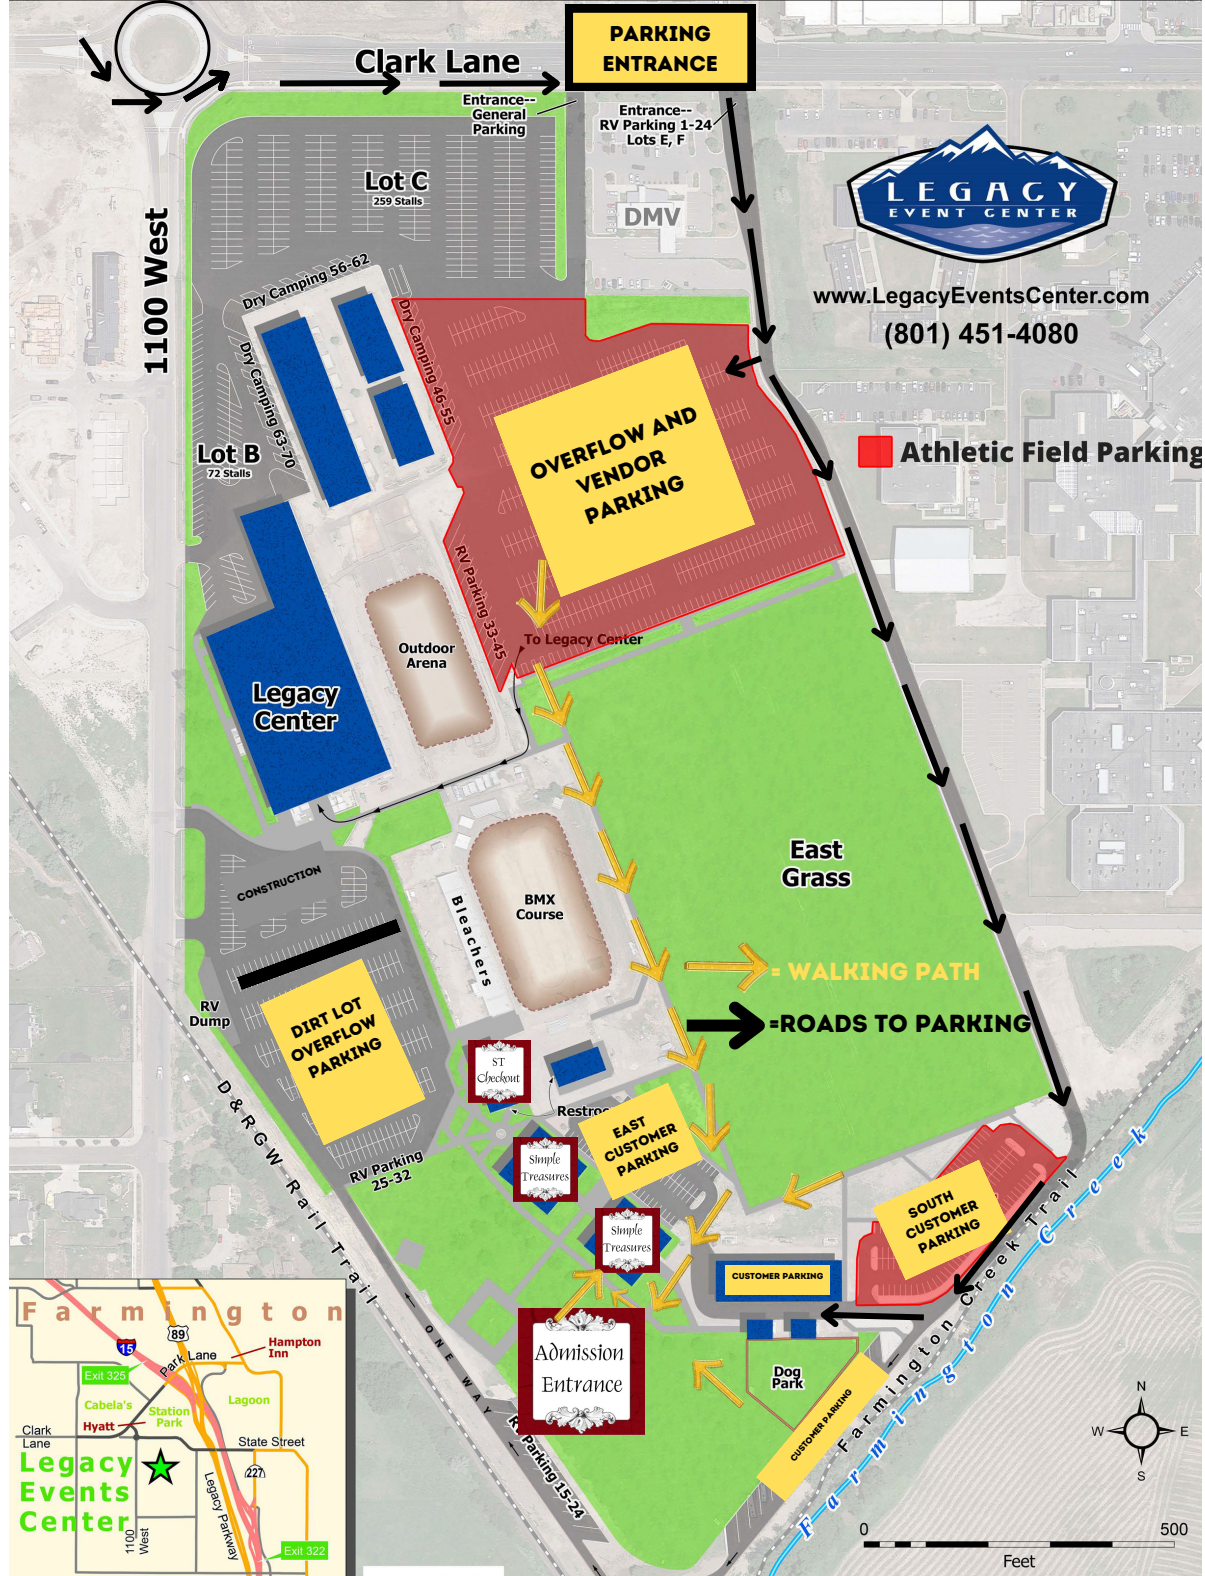 PARKING
ENTRANCE
Clark Lane
Entrance--
General
Parking
Entrance--
RV Parking 1-24
Lots E, F
Lot C
259 Stalls
DMV
LEGACY
EVENT CENTER
www.LegacyEventsCenter.com
(801) 451-4080
1100 West
Dry Camping 56-62
Dry Camping 46-55
Dry Camping 63-70
Lot B
72 Stalls
OVERFLOW AND
VENDOR
PARKING
Athletic Field Parking
RV Parking 33-45
To Legacy Center
Outdoor
Arena
Legacy
Center
East
Grass
CONSTRUCTION
BMX
Course
Bleachers
= WALKING PATH
=ROADS TO PARKING
RV
Dump
DIRT LOT
OVERFLOW
PARKING
ST
Checkout
Restroo
EAST
CUSTOMER
PARKING
Simple
Treasures
RV Parking
25-32
D&RGW Rail Trail
SOUTH
CUSTOMER
PARKING
Simple
Treasures
CUSTOMER PARKING
Farmington Creek Trail
Farmington Creek
Admission
Entrance
ONE WAY
Dog
Park
CUSTOMER PARKING
RV Parking 15-24
Farmington
15
89
Hampton
Inn
Park Lane
Exit 325
Cabela's
Station
Park
Lagoon
Hyatt
Clark
Lane
State Street
Legacy
Events
Center
227
Legacy Parkway
1100
West
Exit 322
N
W
E
S
0
500
Feet